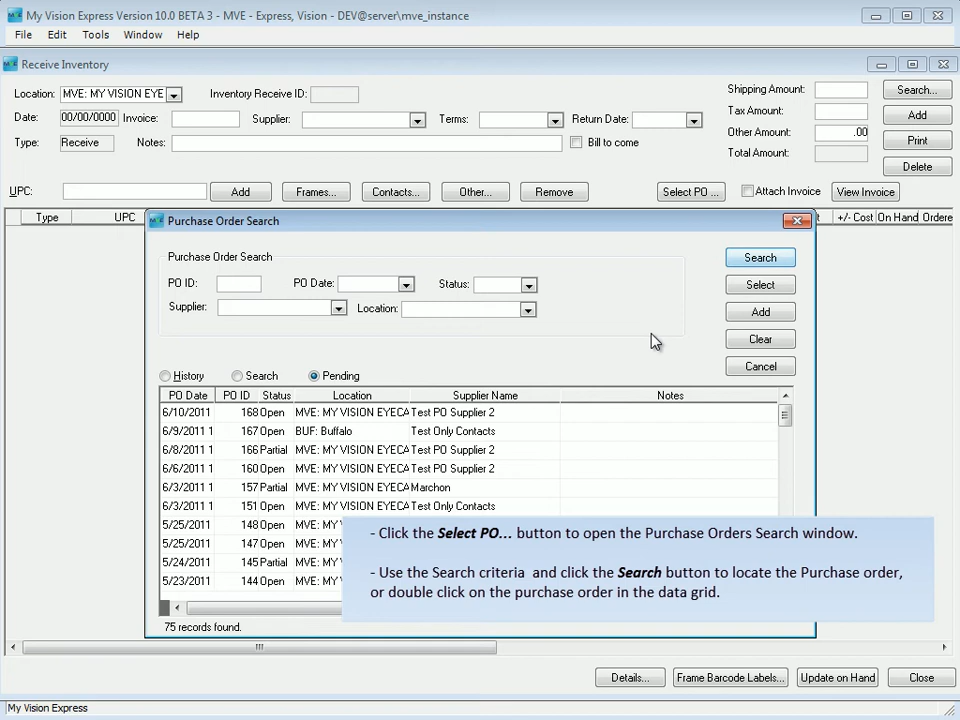 My Vision Express Version 10.0 BETA 3 - MVE - Express, Vision - DEV@server\mve_instance
File Edit Tools Window Help
Receive Inventory
Location: MVE: MY VISION EYE Inventory Receive ID: Shipping Amount: Search...
Date: 00/00/0000 Invoice: Supplier: Terms: Return Date: Tax Amount: Add
Type: Receive Notes: Bill to come Other Amount: .00 Print
Total Amount: Delete
UPC: Add Frames... Contacts... Other... Remove Select PO ... Attach Invoice View Invoice
Type UPC +/- Cost On Hand Ordere
Purchase Order Search
Purchase Order Search Search
PO ID: PO Date: Status: Select
Supplier: Location: Add
Clear
Cancel
History Search Pending
PO Date PO ID Status Location Supplier Name Notes
6/10/2011 168 Open MVE: MY VISION EYECA Test PO Supplier 2
6/9/2011 1 167 Open BUF: Buffalo Test Only Contacts
6/8/2011 1 166 Partial MVE: MY VISION EYECA Test PO Supplier 2
6/6/2011 1 160 Open MVE: MY VISION EYECA Test PO Supplier 2
6/3/2011 1 157 Partial MVE: MY VISION EYECA Marchon
6/3/2011 1 151 Open MVE: MY VISION EYECA Test Only Contacts
5/25/2011 148 Open
5/25/2011 147 Open
5/24/2011 145 Partial
5/23/2011 144 Open
- Click the Select PO... button to open the Purchase Orders Search window.
- Use the Search criteria and click the Search button to locate the Purchase order,
or double click on the purchase order in the data grid.
75 records found.
Details... Frame Barcode Labels... Update on Hand Close
My Vision Express